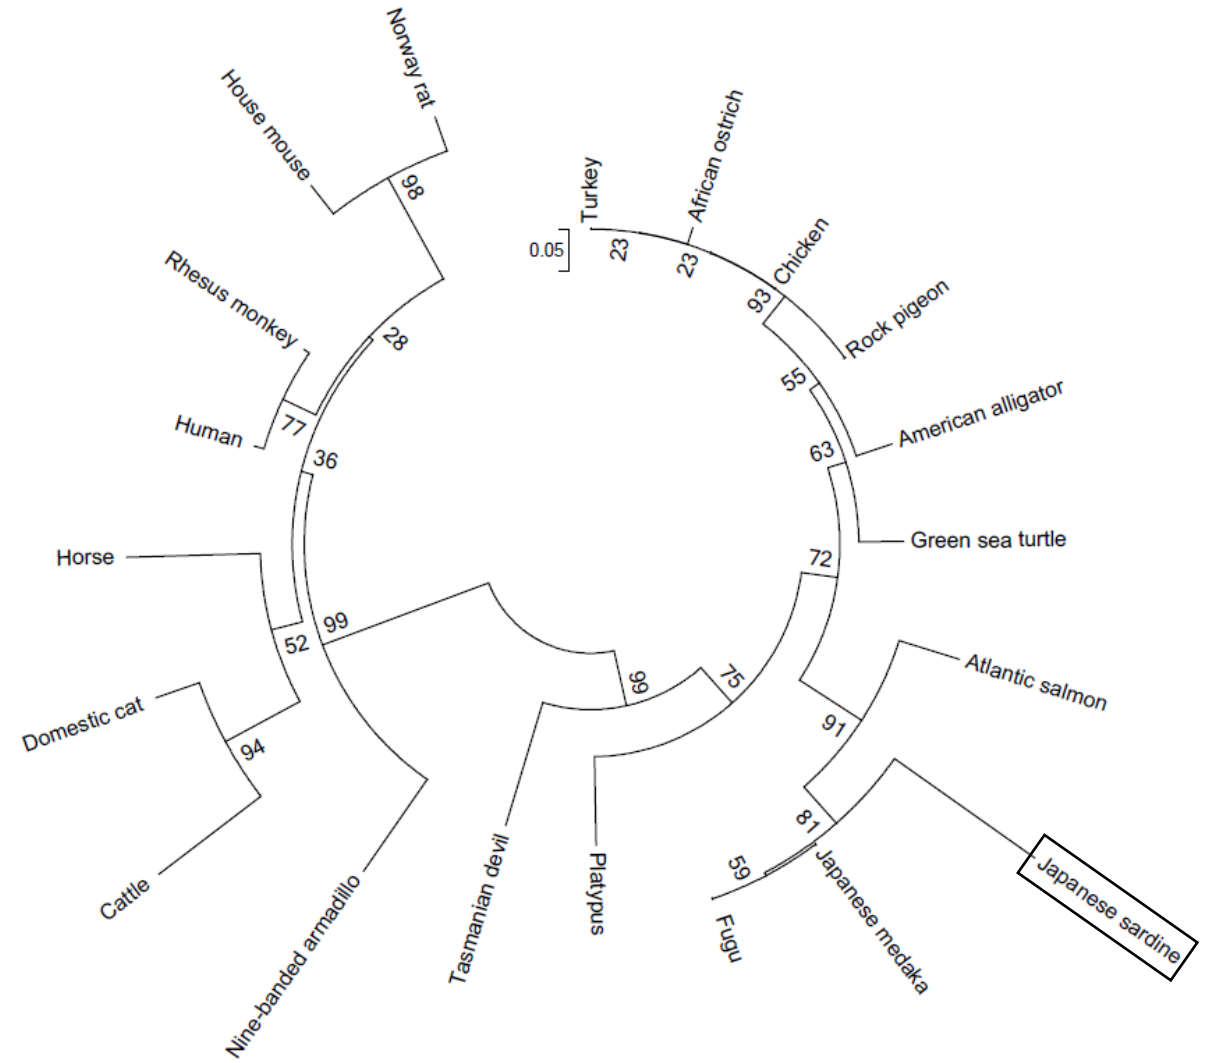 Norway rat
House mouse
98
Turkey
African ostrich
0.05
23
23
Chicken
93
Rock pigeon
Rhesus monkey
28
55
American alligator
Human
77
36
63
Horse
Green sea turtle
72
99
52
Atlantic salmon
99
75
Domestic cat
94
91
81
59
Japanese medaka
Japanese sardine
Cattle
Nine-banded armadillo
Tasmanian devil
Platypus
Fugu